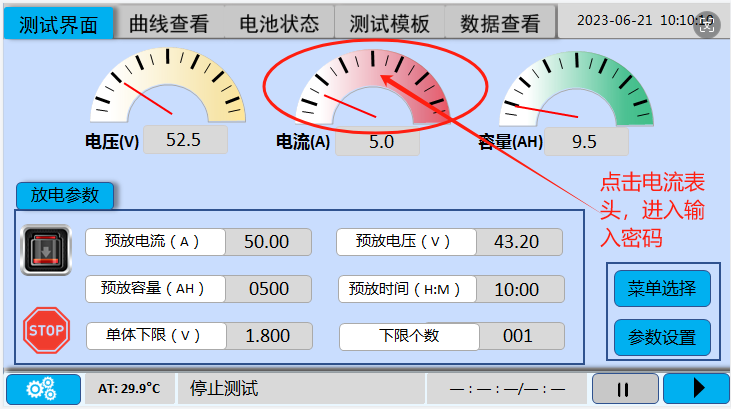 测试界面 曲线查看 电池状态 测试模板 数据查看 2023-06-21 10:10:10
电压(V) 52.5 电流(A) 5.0 容量(AH) 9.5
点击电流表
头，进入输
入密码
放电参数
预放电流（A） 50.00 预放电压（V） 43.20
预放容量（AH） 0500 预放时间（H:M） 10:00
单体下限（V） 1.800 下限个数 001
STOP
菜单选择
参数设置
AT: 29.9°C 停止测试 — : — : —/— : —